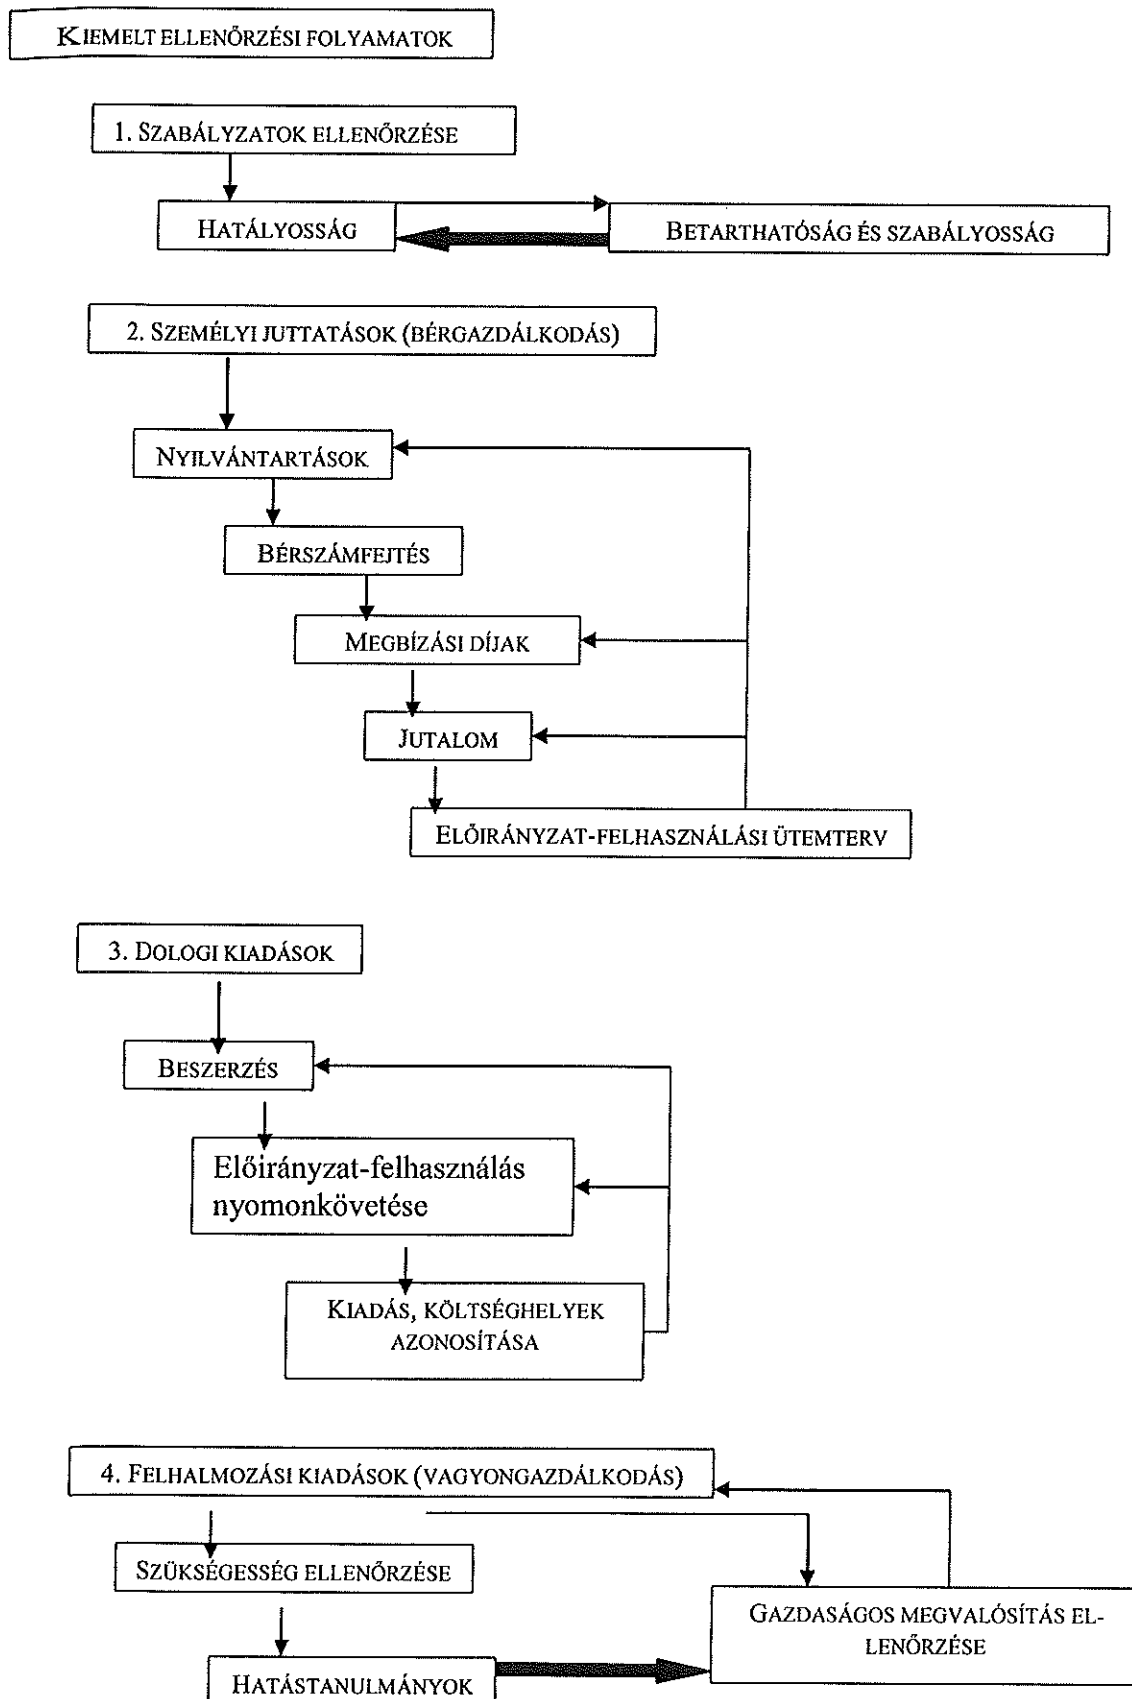 KIEMELT ELLENŐRZÉSI FOLYAMATOK
1. SZABÁLYZATOK ELLENŐRZÉSE
HATÁLYOSSÁG
BETARTHATÓSÁG ÉS SZABÁLYOSSÁG
2. SZEMÉLYI JUTTATÁSOK (BÉRGAZDÁLKODÁS)
NYILVÁNTARTÁSOK
BÉRSZÁMFEJTÉS
MEGBÍZÁSI DÍJAK
JUTALOM
ELŐIRÁNYZAT-FELHASZNÁLÁSI ÜTEMTERV
3. DOLOGI KIADÁSOK
BESZERZÉS
Előirányzat-felhasználás
nyomonkövetése
KIADÁS, KÖLTSÉGHELYEK
AZONOSÍTÁSA
4. FELHALMOZÁSI KIADÁSOK (VAGYONGAZDÁLKODÁS)
SZÜKSÉGESSÉG ELLENŐRZÉSE
GAZDASÁGOS MEGVALÓSÍTÁS EL-
LENŐRZÉSE
HATÁSTANULMÁNYOK